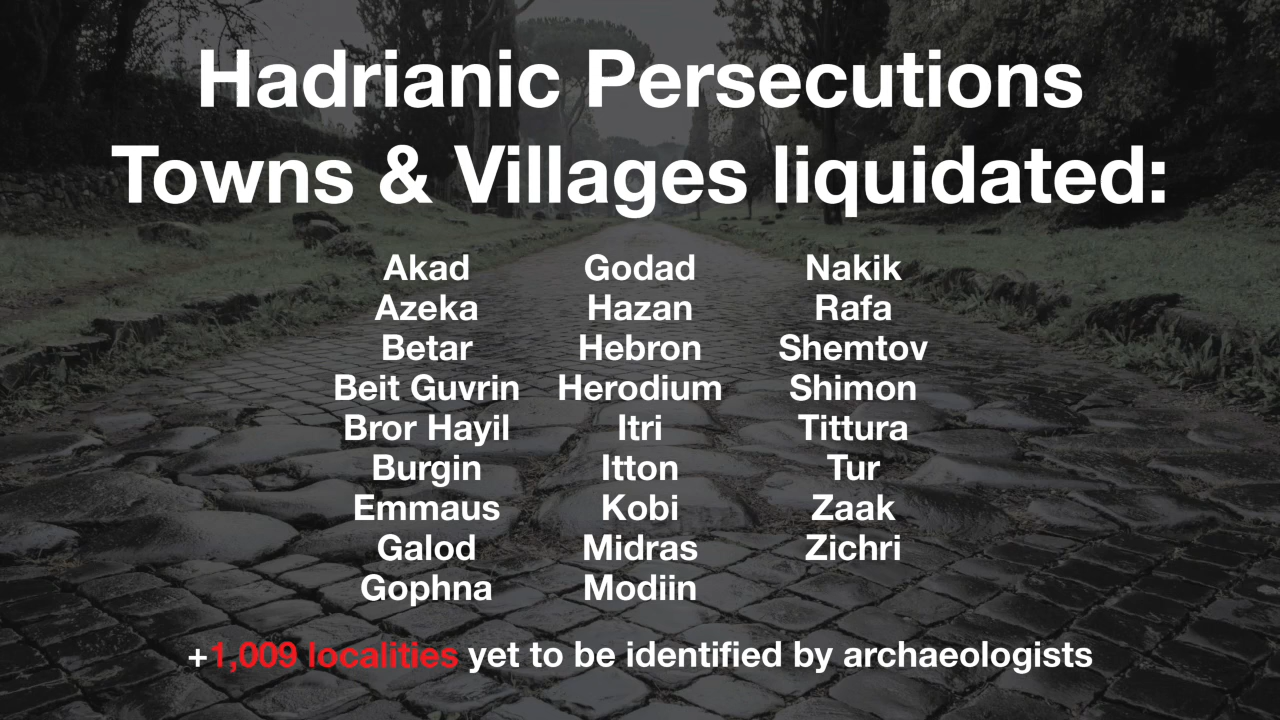 Hadrianic Persecutions
Towns & Villages liquidated:
Akad
Azeka
Betar
Beit Guvrin
Bror Hayil
Burgin
Emmaus
Galod
Gophna
Godad
Hazan
Hebron
Herodium
Itri
Itton
Kobi
Midras
Modiin
Nakik
Rafa
Shemtov
Shimon
Tittura
Tur
Zaak
Zichri
+1,009 localities yet to be identified by archaeologists